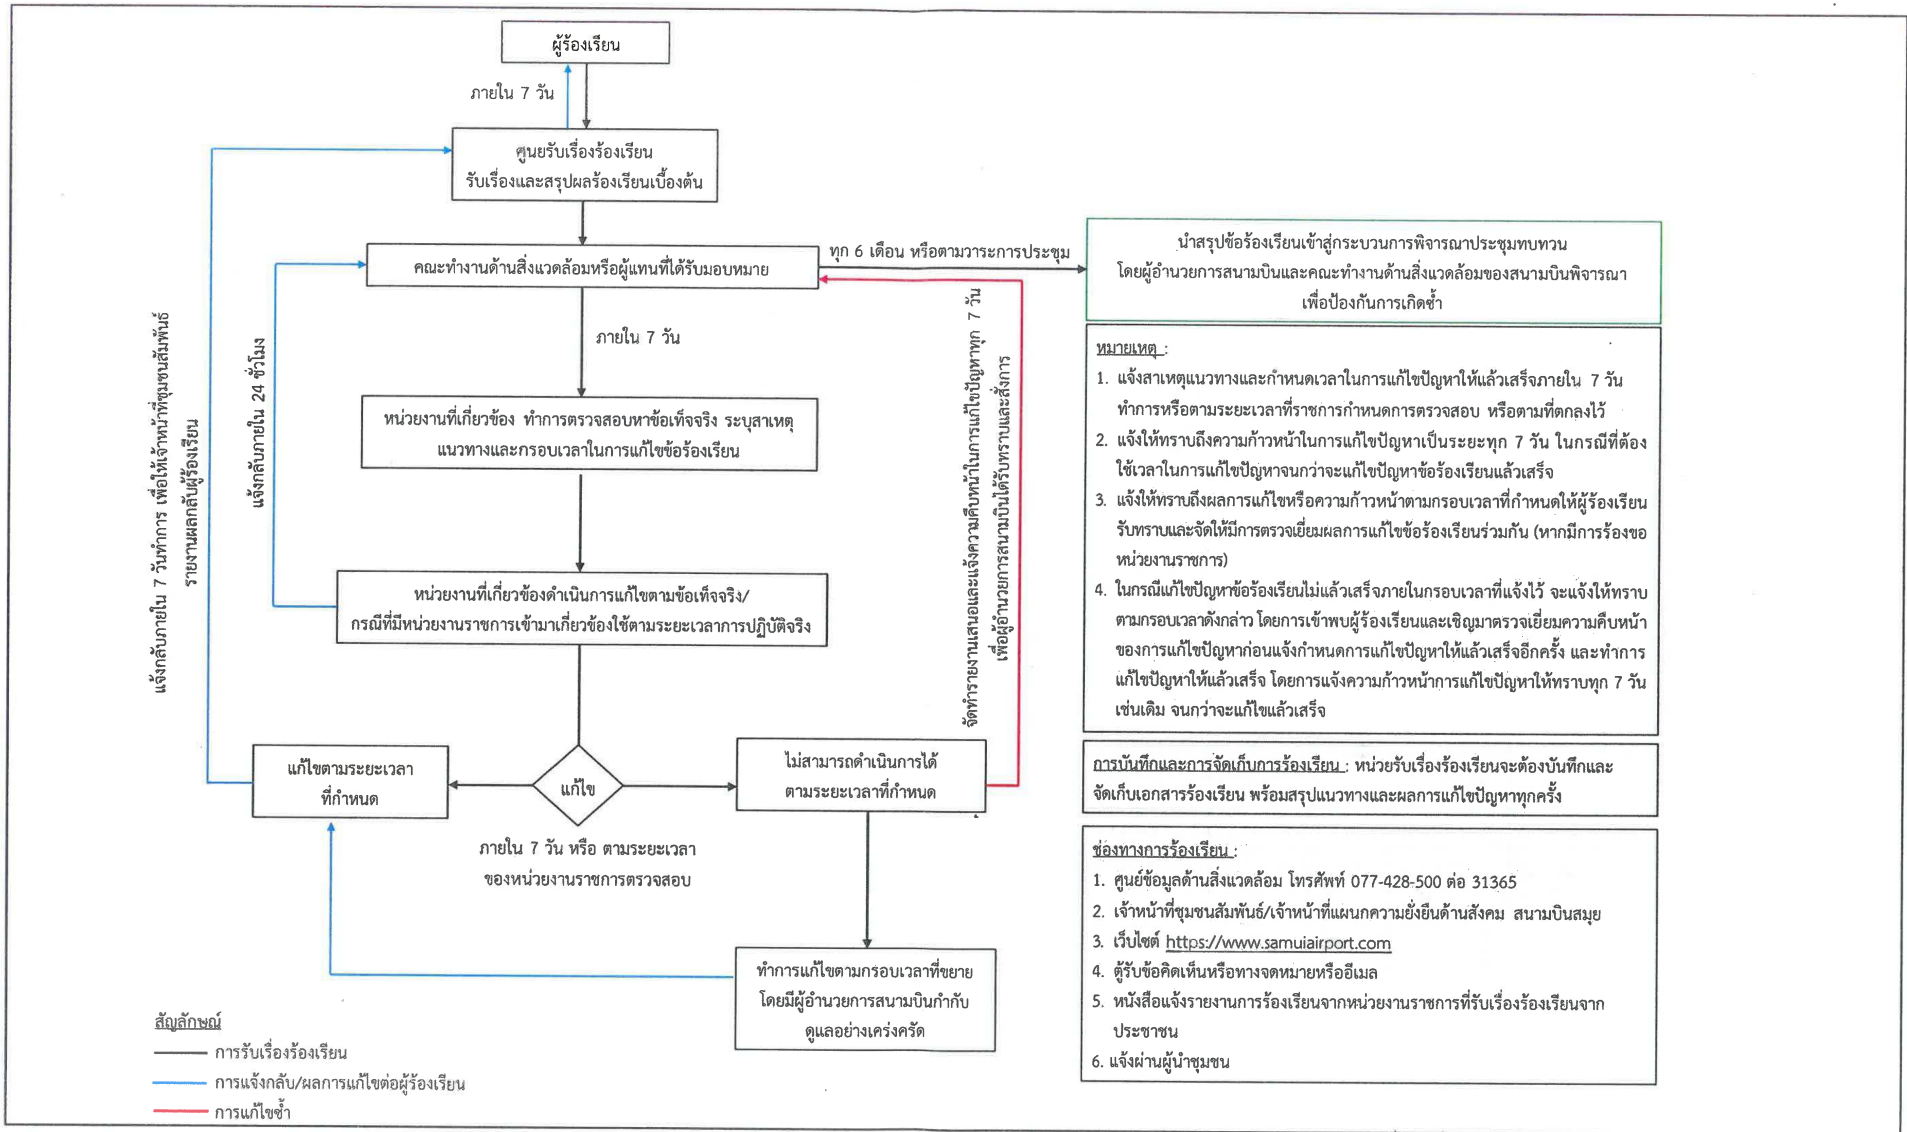 ผู้ร้องเรียน
ภายใน 7 วัน
ศูนยรับเรื่องร้องเรียน
รับเรื่องและสรุปผลร้องเรียนเบื้องต้น
คณะทำงานด้านสิ่งแวดล้อมหรือผู้แทนที่ได้รับมอบหมาย
ทุก 6 เดือน หรือตามวาระการประชุม
นำสรุปข้อร้องเรียนเข้าสู่กระบวนการพิจารณาประชุมทบทวน
โดยผู้อำนวยการสนามบินและคณะทำงานด้านสิ่งแวดล้อมของสนามบินพิจารณา
เพื่อป้องกันการเกิดซ้ำ
ภายใน 7 วัน
หน่วยงานที่เกี่ยวข้อง ทำการตรวจสอบหาข้อเท็จจริง ระบุสาเหตุ
แนวทางและกรอบเวลาในการแก้ไขข้อร้องเรียน
หน่วยงานที่เกี่ยวข้องดำเนินการแก้ไขตามข้อเท็จจริง/
กรณีที่มีหน่วยงานราชการเข้ามาเกี่ยวข้องใช้ตามระยะเวลาการปฏิบัติจริง
แจ้งกลับภายใน 7 วันทำการ เพื่อให้เจ้าหน้าที่ชุมชนสัมพันธ์
รายงานผลกลับผู้ร้องเรียน
แจ้งกลับภายใน 24 ชั่วโมง
จัดทำรายงานเสนอและแจ้งความคืบหน้าในการแก้ไขปัญหาทุก 7 วัน
เพื่อผู้อำนวยการสนามบินได้รับทราบและสั่งการ
แก้ไขตามระยะเวลา
ที่กำหนด
แก้ไข
ไม่สามารถดำเนินการได้
ตามระยะเวลาที่กำหนด
ภายใน 7 วัน หรือ ตามระยะเวลา
ของหน่วยงานราชการตรวจสอบ
ทำการแก้ไขตามกรอบเวลาที่ขยาย
โดยมีผู้อำนวยการสนามบินกำกับ
ดูแลอย่างเคร่งครัด
สัญลักษณ์
การรับเรื่องร้องเรียน
การแจ้งกลับ/ผลการแก้ไขต่อผู้ร้องเรียน
การแก้ไขซ้ำ
หมายเหตุ :
1. แจ้งสาเหตุแนวทางและกำหนดเวลาในการแก้ไขปัญหาให้แล้วเสร็จภายใน 7 วัน
ทำการหรือตามระยะเวลาที่ราชการกำหนดการตรวจสอบ หรือตามที่ตกลงไว้
2. แจ้งให้ทราบถึงความก้าวหน้าในการแก้ไขปัญหาเป็นระยะทุก 7 วัน ในกรณีที่ต้อง
ใช้เวลาในการแก้ไขปัญหาจนกว่าจะแก้ไขปัญหาข้อร้องเรียนแล้วเสร็จ
3. แจ้งให้ทราบถึงผลการแก้ไขหรือความก้าวหน้าตามกรอบเวลาที่กำหนดให้ผู้ร้องเรียน
รับทราบและจัดให้มีการตรวจเยี่ยมผลการแก้ไขข้อร้องเรียนร่วมกัน (หากมีการร้องขอ
หน่วยงานราชการ)
4. ในกรณีแก้ไขปัญหาข้อร้องเรียนไม่แล้วเสร็จภายในกรอบเวลาที่แจ้งไว้ จะแจ้งให้ทราบ
ตามกรอบเวลาดังกล่าว โดยการเข้าพบผู้ร้องเรียนและเชิญมาตรวจเยี่ยมความคืบหน้า
ของการแก้ไขปัญหาก่อนแจ้งกำหนดการแก้ไขปัญหาให้แล้วเสร็จอีกครั้ง และทำการ
แก้ไขปัญหาให้แล้วเสร็จ โดยการแจ้งความก้าวหน้าการแก้ไขปัญหาให้ทราบทุก 7 วัน
เช่นเดิม จนกว่าจะแก้ไขแล้วเสร็จ
การบันทึกและการจัดเก็บการร้องเรียน : หน่วยรับเรื่องร้องเรียนจะต้องบันทึกและ
จัดเก็บเอกสารร้องเรียน พร้อมสรุปแนวทางและผลการแก้ไขปัญหาทุกครั้ง
ช่องทางการร้องเรียน :
1. ศูนย์ข้อมูลด้านสิ่งแวดล้อม โทรศัพท์ 077-428-500 ต่อ 31365
2. เจ้าหน้าที่ชุมชนสัมพันธ์/เจ้าหน้าที่แผนกความยั่งยืนด้านสังคม สนามบินสมุย
3. เว็บไซต์ https://www.samuiairport.com
4. ตู้รับข้อคิดเห็นหรือทางจดหมายหรืออีเมล
5. หนังสือแจ้งรายงานการร้องเรียนจากหน่วยงานราชการที่รับเรื่องร้องเรียนจาก
ประชาชน
6. แจ้งผ่านผู้นำชุมชน